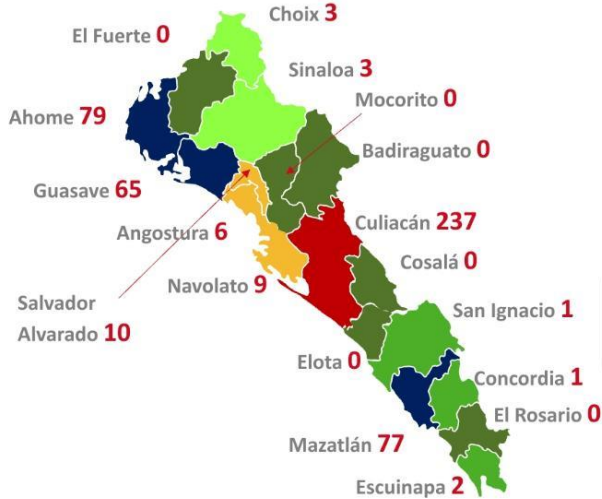 Choix 3
El Fuerte 0
Sinaloa 3
Mocorito 0
Ahome 79
Badiraguato 0
Guasave 65
Culiacán 237
Angostura 6
Cosalá 0
Navolato 9
Salvador
Alvarado 10
San Ignacio 1
Elota 0
Concordia 1
El Rosario 0
Mazatlán 77
Escuinapa 2